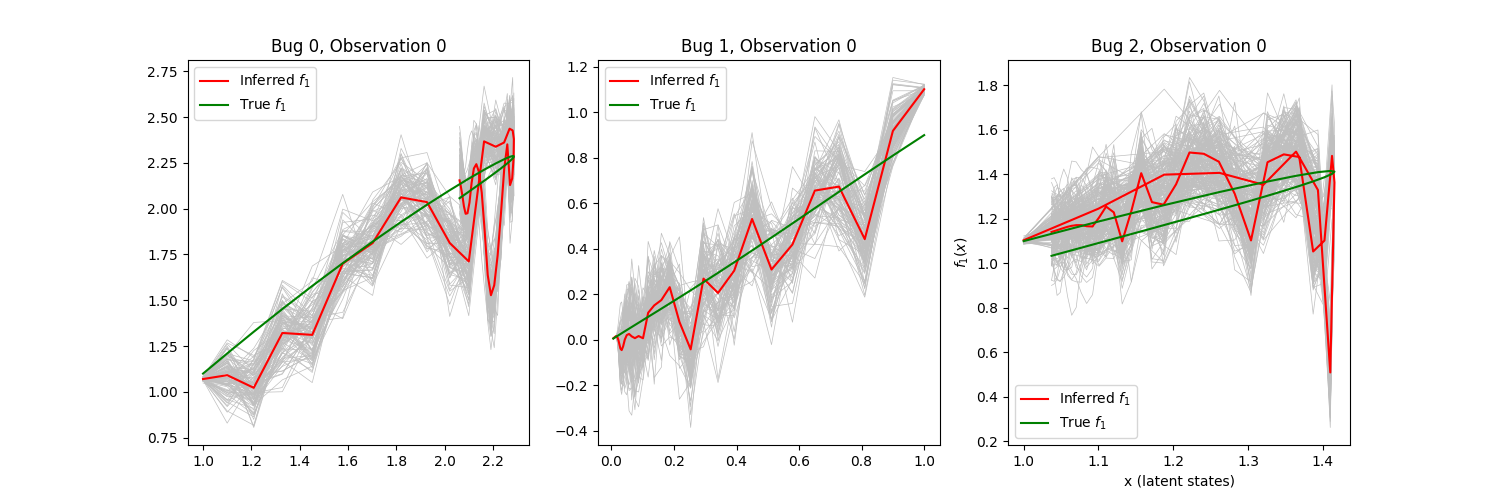 Bug 0, Observation 0
Inferred f₁
True f₁
2.75
2.50
2.25
2.00
1.75
1.50
1.25
1.00
0.75
1.0 1.2 1.4 1.6 1.8 2.0 2.2
Bug 1, Observation 0
Inferred f₁
True f₁
1.2
1.0
0.8
0.6
0.4
0.2
0.0
−0.2
−0.4
0.0 0.2 0.4 0.6 0.8 1.0
Bug 2, Observation 0
f₁(x)
1.8
1.6
1.4
1.2
1.0
0.8
0.6
0.4
0.2
Inferred f₁
True f₁
1.0 1.1 1.2 1.3 1.4
x (latent states)